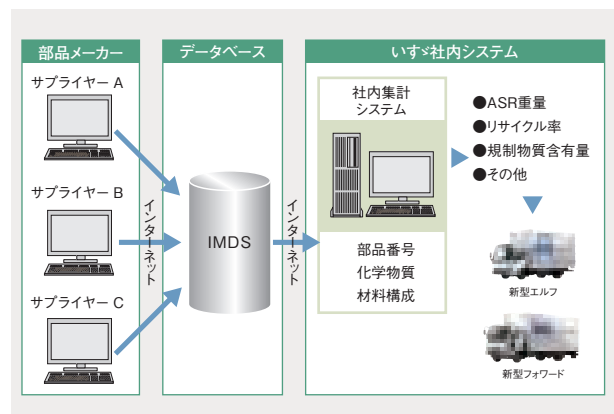 部品メーカー
データベース
いすゞ社内システム
サプライヤー A
サプライヤー B
サプライヤー C
インターネット
IMDS
インターネット
社内集計
システム
部品番号
化学物質
材料構成
●ASR重量
●リサイクル率
●規制物質含有量
●その他
新型エルフ
新型フォワード